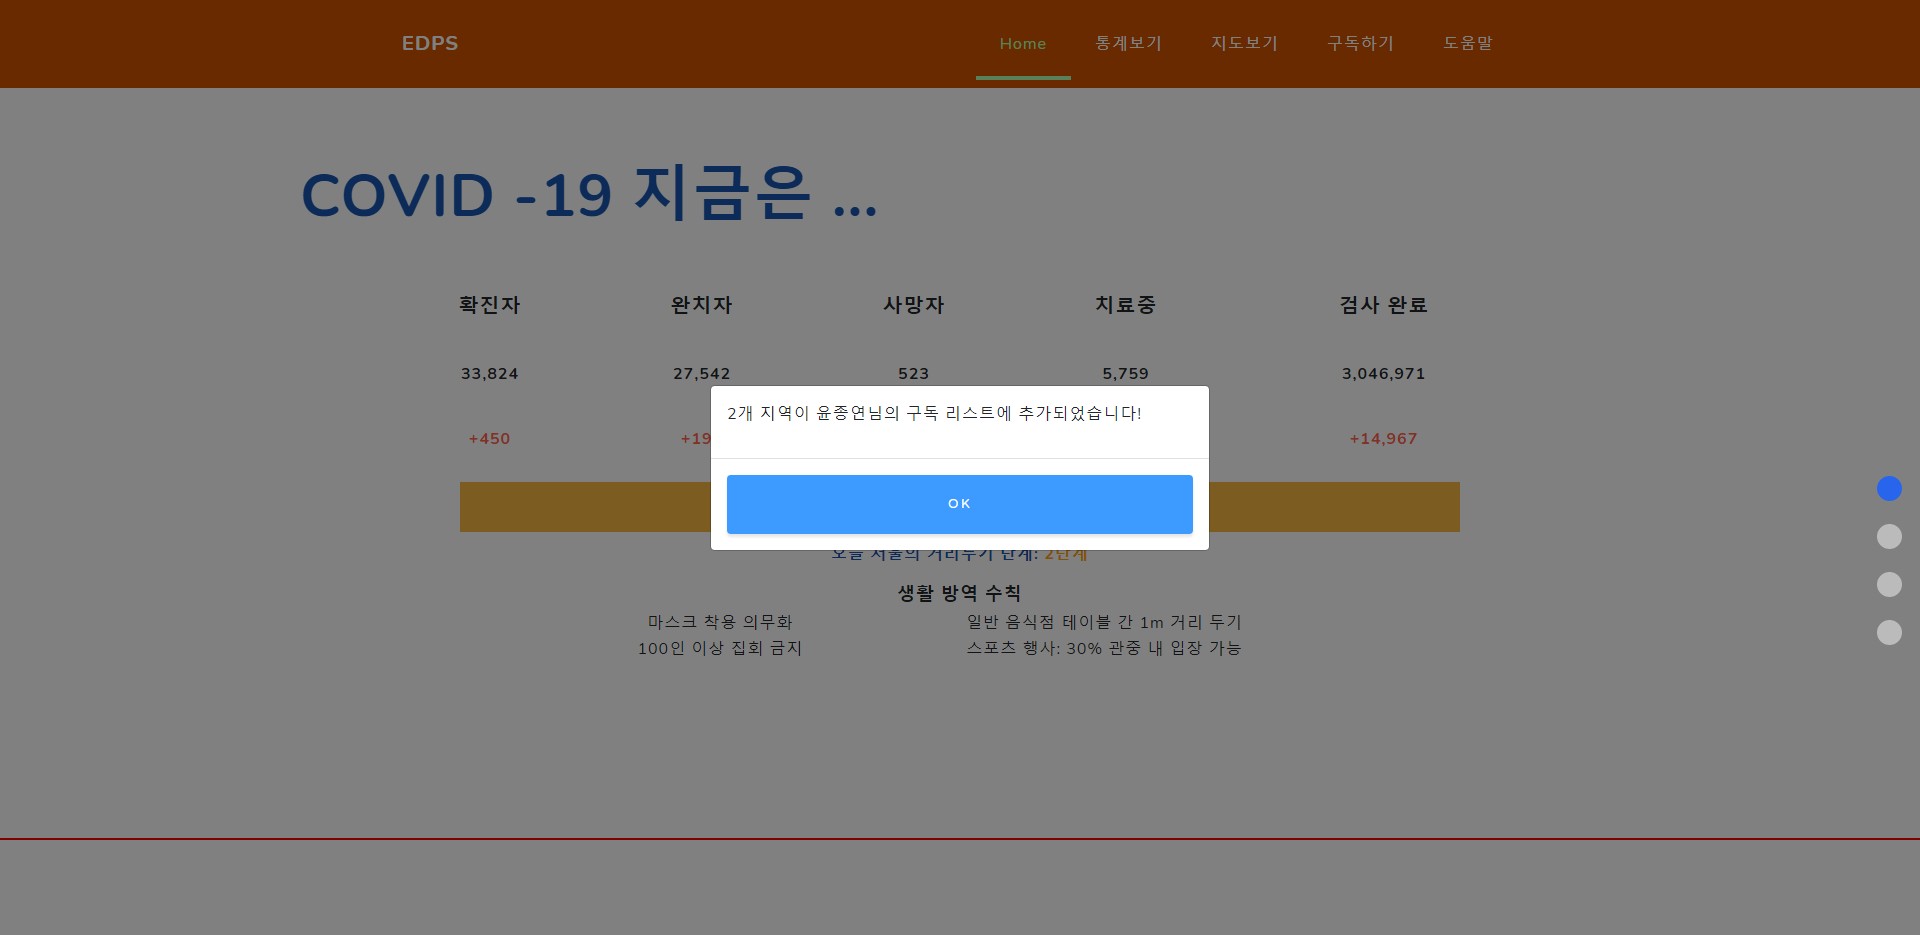 EDPS
Home 통계보기 지도보기 구독하기 도움말
COVID -19 지금은 ...
확진자 완치자 사망자 치료중 검사 완료
33,824 27,542 523 5,759 3,046,971
+450 +19 +14,967
2개 지역이 윤종연님의 구독 리스트에 추가되었습니다!
OK
오늘 서울의 거리두기 단계: 2단계
생활 방역 수칙
마스크 착용 의무화 일반 음식점 테이블 간 1m 거리 두기
100인 이상 집회 금지 스포츠 행사: 30% 관중 내 입장 가능